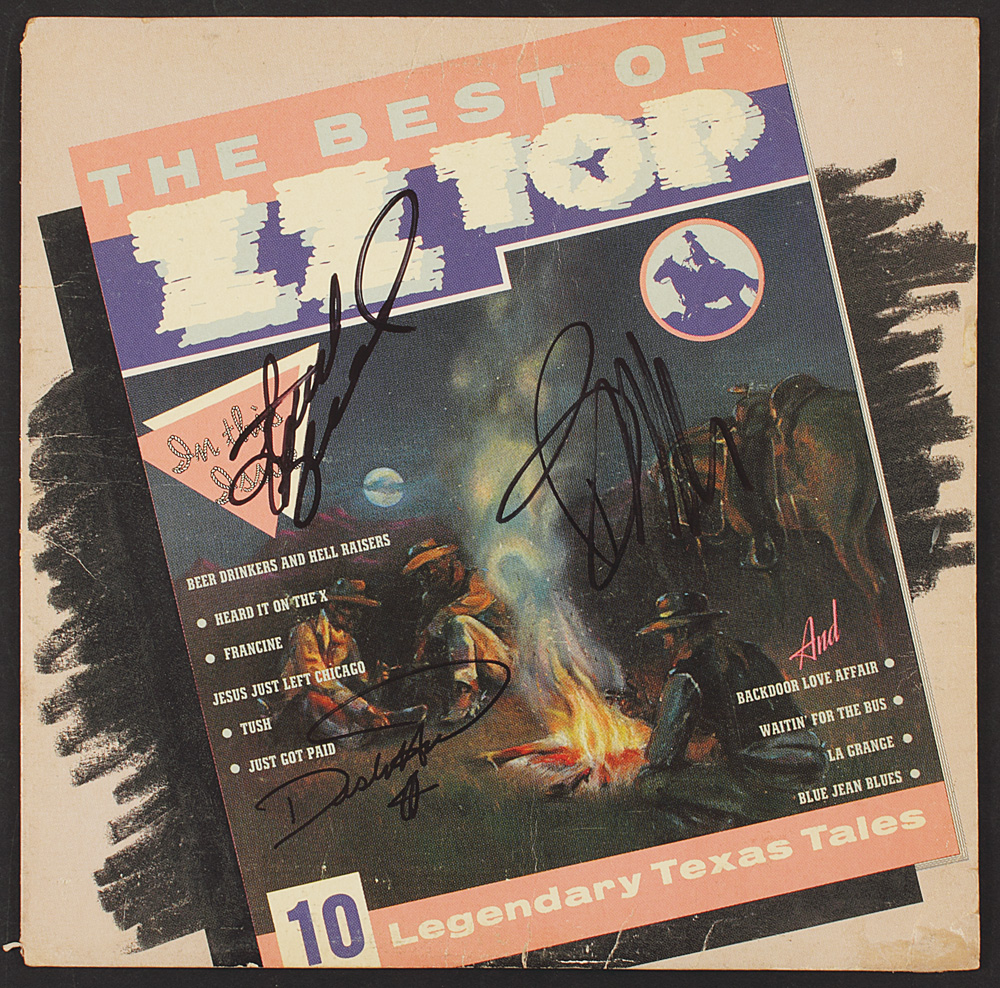 THE BEST OF
ZZ TOP
In this
BEER DRINKERS AND HELL RAISERS
HEARD IT ON THE X
FRANCINE
JESUS JUST LEFT CHICAGO
TUSH
JUST GOT PAID
And
BACKDOOR LOVE AFFAIR
WAITIN' FOR THE BUS
LA GRANGE
BLUE JEAN BLUES
10 Legendary Texas Tales